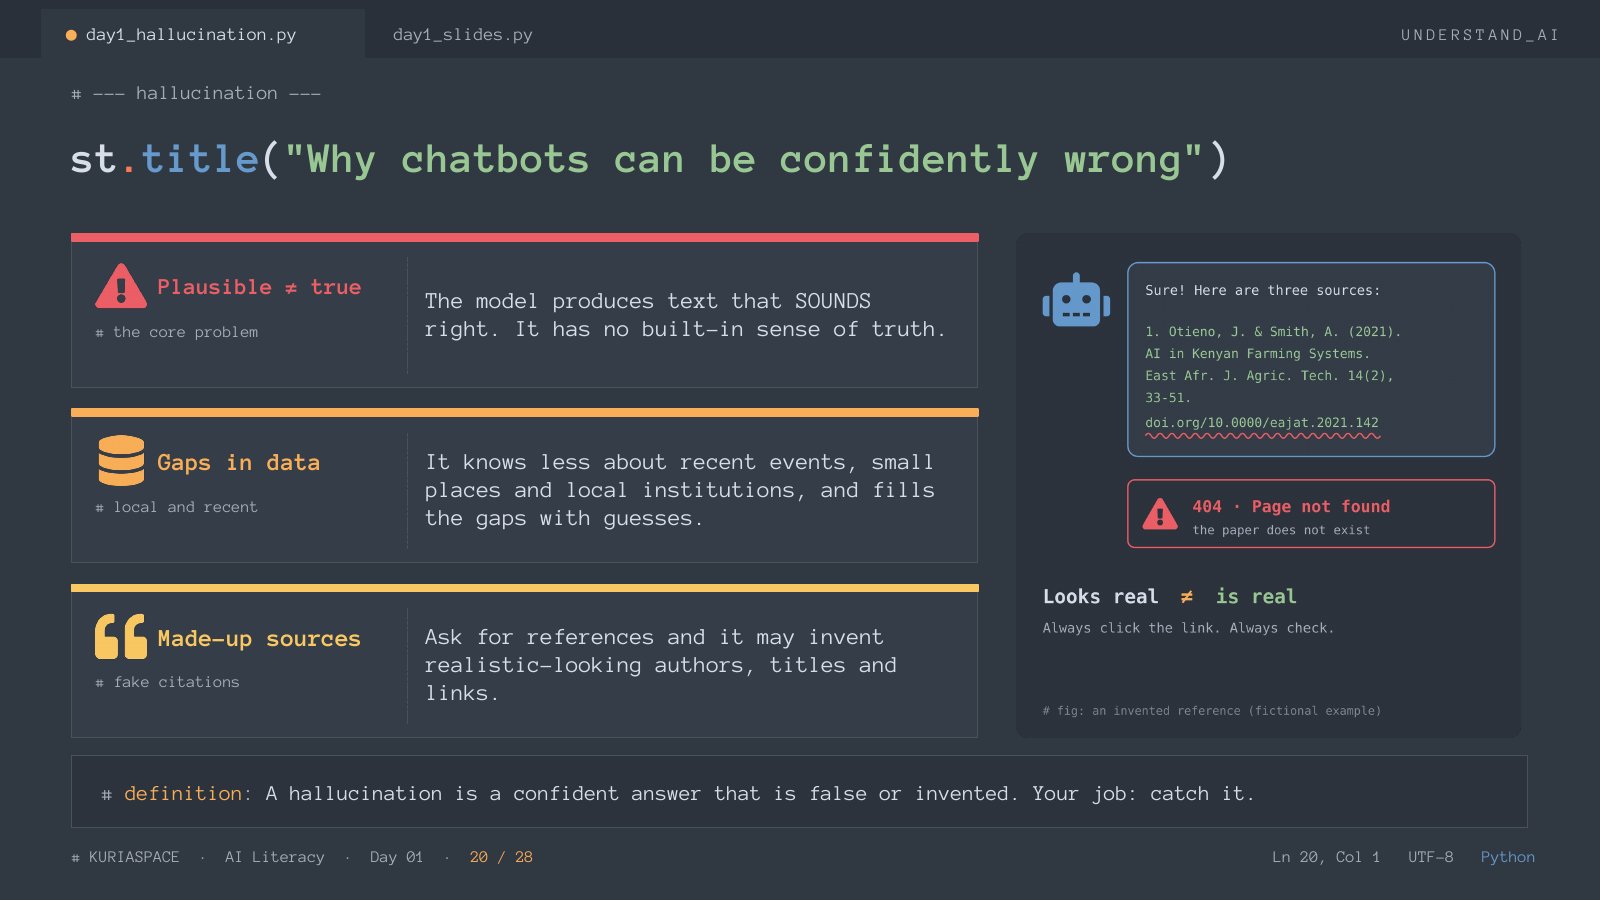 day1_hallucination.py
day1_slides.py
UNDERSTAND_AI
# --- hallucination ---
st.title("Why chatbots can be confidently wrong")
Plausible ≠ true
# the core problem
The model produces text that SOUNDS
right. It has no built-in sense of truth.
Gaps in data
# local and recent
It knows less about recent events, small
places and local institutions, and fills
the gaps with guesses.
Made-up sources
# fake citations
Ask for references and it may invent
realistic-looking authors, titles and
links.
Sure! Here are three sources:
1. Otieno, J. & Smith, A. (2021).
AI in Kenyan Farming Systems.
East Afr. J. Agric. Tech. 14(2),
33-51.
doi.org/10.0000/eajat.2021.142
404 · Page not found
the paper does not exist
Looks real ≠ is real
Always click the link. Always check.
# fig: an invented reference (fictional example)
# definition: A hallucination is a confident answer that is false or invented. Your job: catch it.
# KURIASPACE · AI Literacy · Day 01 · 20 / 28
Ln 20, Col 1 UTF-8 Python